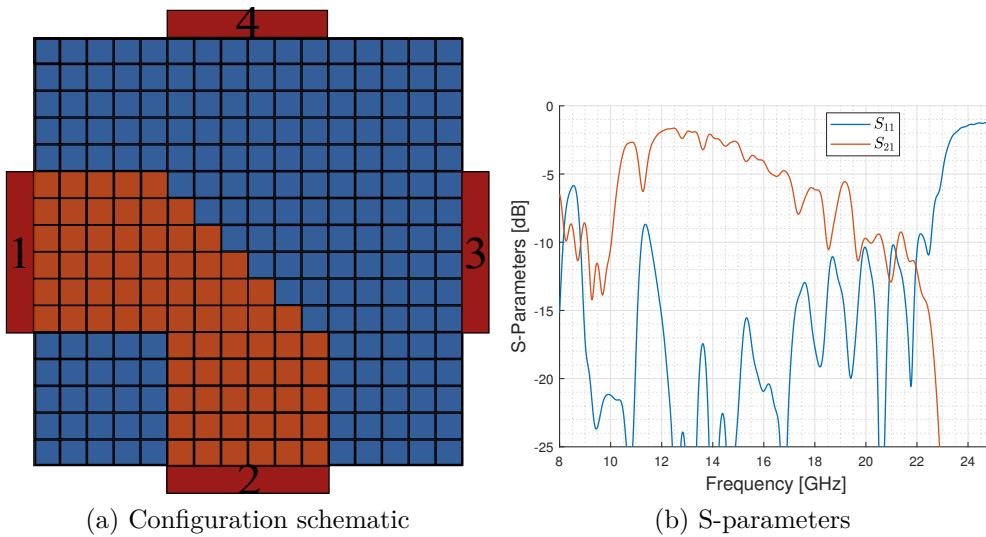 4
1
3
2
(a) Configuration schematic
0
-5
-10
-15
-20
-25
S-Parameters [dB]
S11
S21
8 10 12 14 16 18 20 22 24
Frequency [GHz]
(b) S-parameters